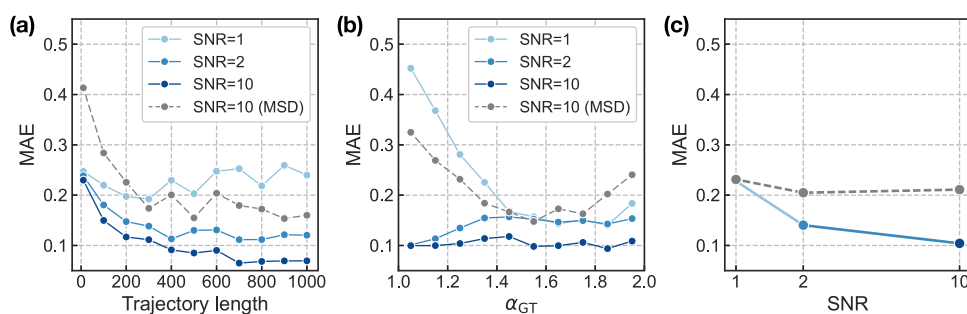 (a)
MAE
0.5
0.4
0.3
0.2
0.1
0
200
400
600
800
1000
Trajectory length
SNR=1
SNR=2
SNR=10
SNR=10 (MSD)
(b)
MAE
0.5
0.4
0.3
0.2
0.1
1.0
1.2
1.4
1.6
1.8
2.0
α_GT
SNR=1
SNR=2
SNR=10
SNR=10 (MSD)
(c)
MAE
0.5
0.4
0.3
0.2
0.1
1
2
10
SNR